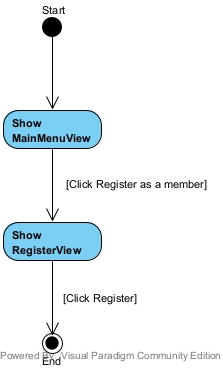 Start
Show
MainMenuView
[Click Register as a member]
Show
RegisterView
[Click Register]
Powered By Visual Paradigm Community Edition
End